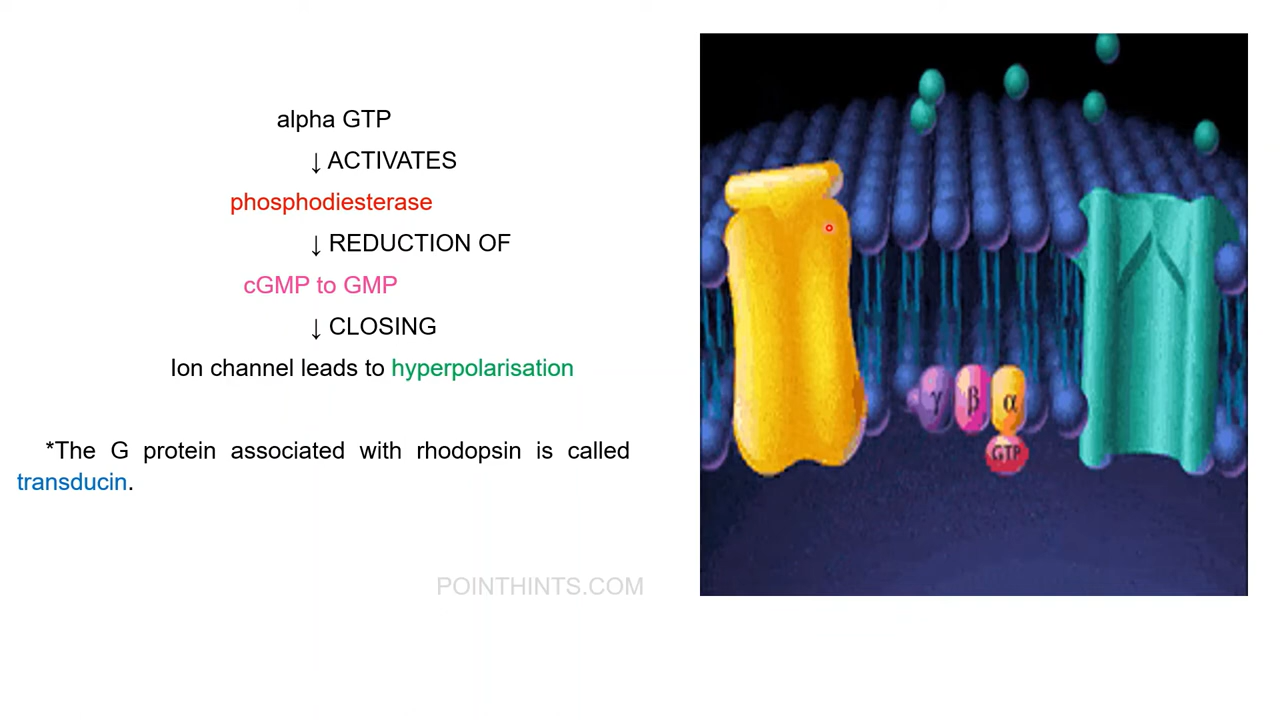 alpha GTP
↓ ACTIVATES
phosphodiesterase
↓ REDUCTION OF
cGMP to GMP
↓ CLOSING
Ion channel leads to hyperpolarisation
*The G protein associated with rhodopsin is called
transducin.
POINTHINTS.COM
γ β α
GTP